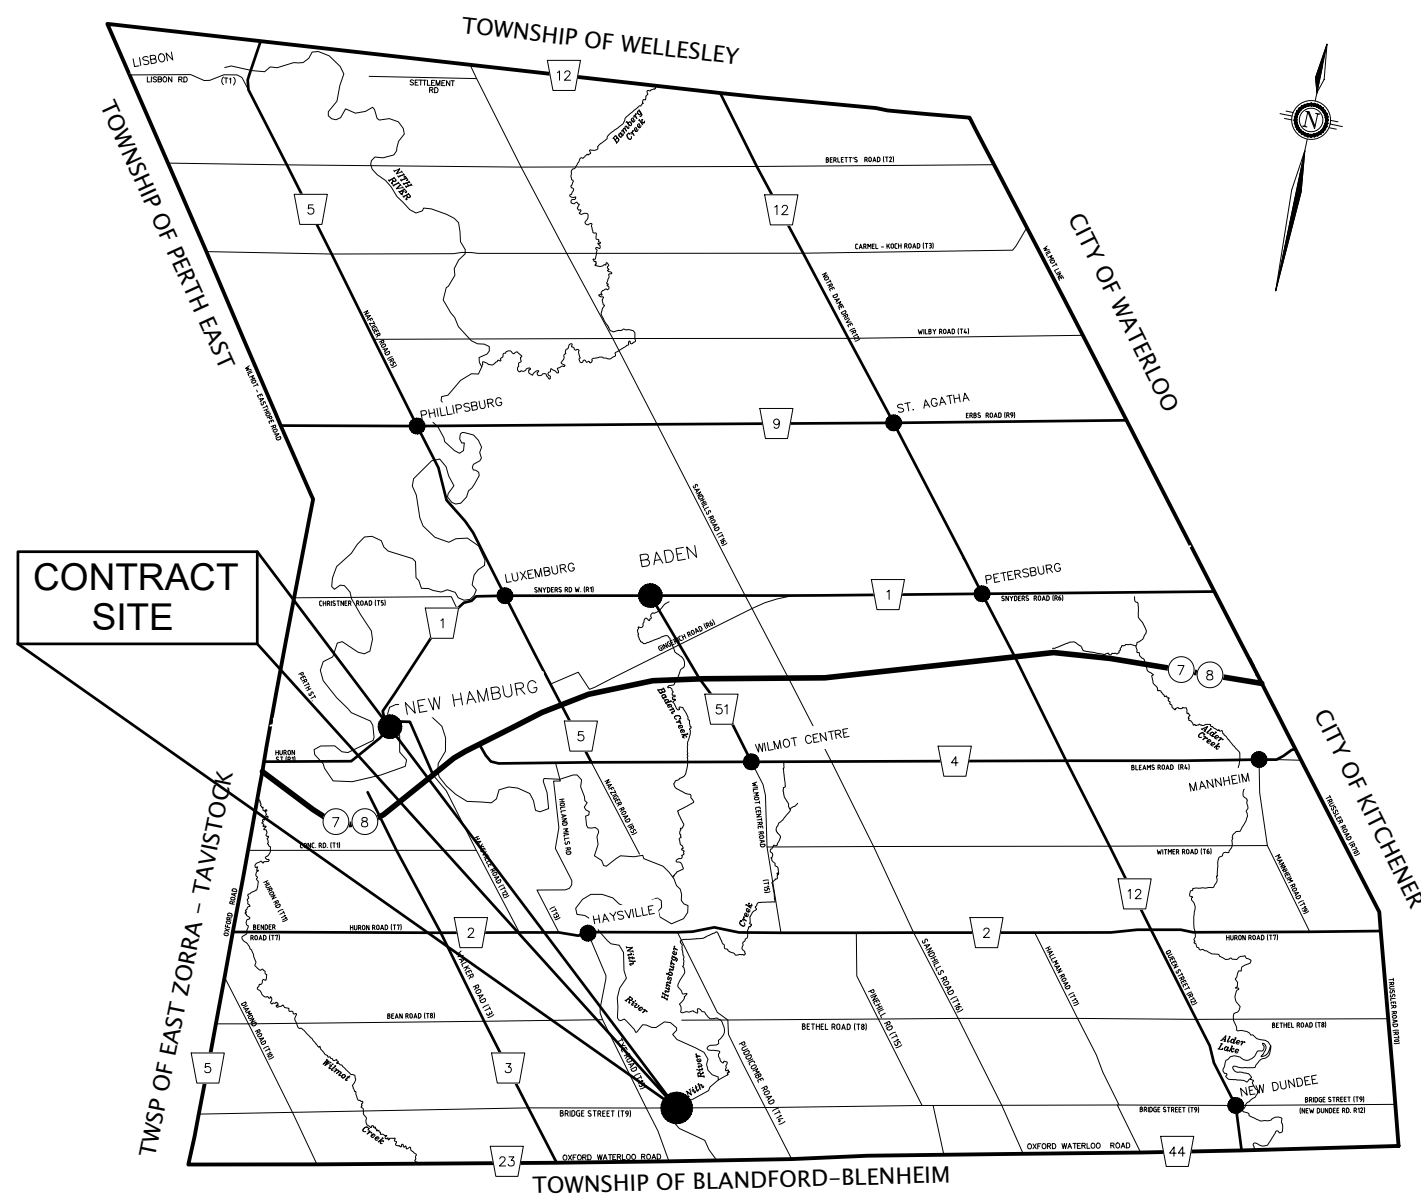 TOWNSHIP OF WELLESLEY
LISBON
LISBON RD
(T1)
SETTLEMENT
RD
12
Bamberg
Creek
N
BERLETT'S ROAD (T2)
TOWNSHIP OF PERTH EAST
NITH
RIVER
5
12
CITY OF WATERLOO
CARMEL - KOCH ROAD (T3)
WILMOT LINE
NOTRE DAME DRIVE (R12)
NAFZIGER ROAD (R5)
WILBY ROAD (T4)
WILMOT - EASTHOPE ROAD
PHILLIPSBURG
ST. AGATHA
ERBS ROAD (R9)
9
SANDHILLS ROAD (T16)
CONTRACT
SITE
BADEN
LUXEMBURG
SNYDERS RD W. (R1)
PETERSBURG
SNYDERS ROAD (R6)
CHRISTNER ROAD (T5)
1
1
GINGERICH ROAD (R6)
7
8
PERTH ST
NEW HAMBURG
Baden Creek
51
5
Alder
Creek
HURON
ST (R1)
WILMOT CENTRE
4
BLEAMS ROAD (R4)
MANNHEIM
CITY OF KITCHENER
TRUSSLER ROAD (R70)
TWSP OF EAST ZORRA - TAVISTOCK
7
8
HOLLAND MILLS RD
NAFZIGER ROAD (R5)
WILMOT CENTRE ROAD
CONC. RD. (T1)
HAYSVILLE ROAD (T12)
WITMER ROAD (T6)
MANNHEIM ROAD (T19)
OXFORD ROAD
HURON RD (T11)
(T13)
(T15)
12
HAYSVILLE
Creek
BENDER
ROAD (T7)
HURON ROAD (T7)
2
2
HURON ROAD (T7)
WALKER ROAD (T3)
Nith
River
Hunsburger
SANDHILLS ROAD (T16)
HALLMAN ROAD (T17)
QUEEN STREET (R12)
TRUSSLER ROAD (R70)
DIAMOND ROAD (T10)
BEAN ROAD (T8)
PINEHILL RD (T15)
BETHEL ROAD (T8)
BETHEL ROAD (T8)
5
Wilmot
Creek
3
PUDDICOMBE ROAD (T14)
Nith River
Alder
Lake
NEW DUNDEE
BRIDGE STREET (T9)
BRIDGE STREET (T9)
BRIDGE STREET (T9)
(NEW DUNDEE RD. R12)
23
OXFORD WATERLOO ROAD
OXFORD WATERLOO ROAD
44
TOWNSHIP OF BLANDFORD-BLENHEIM